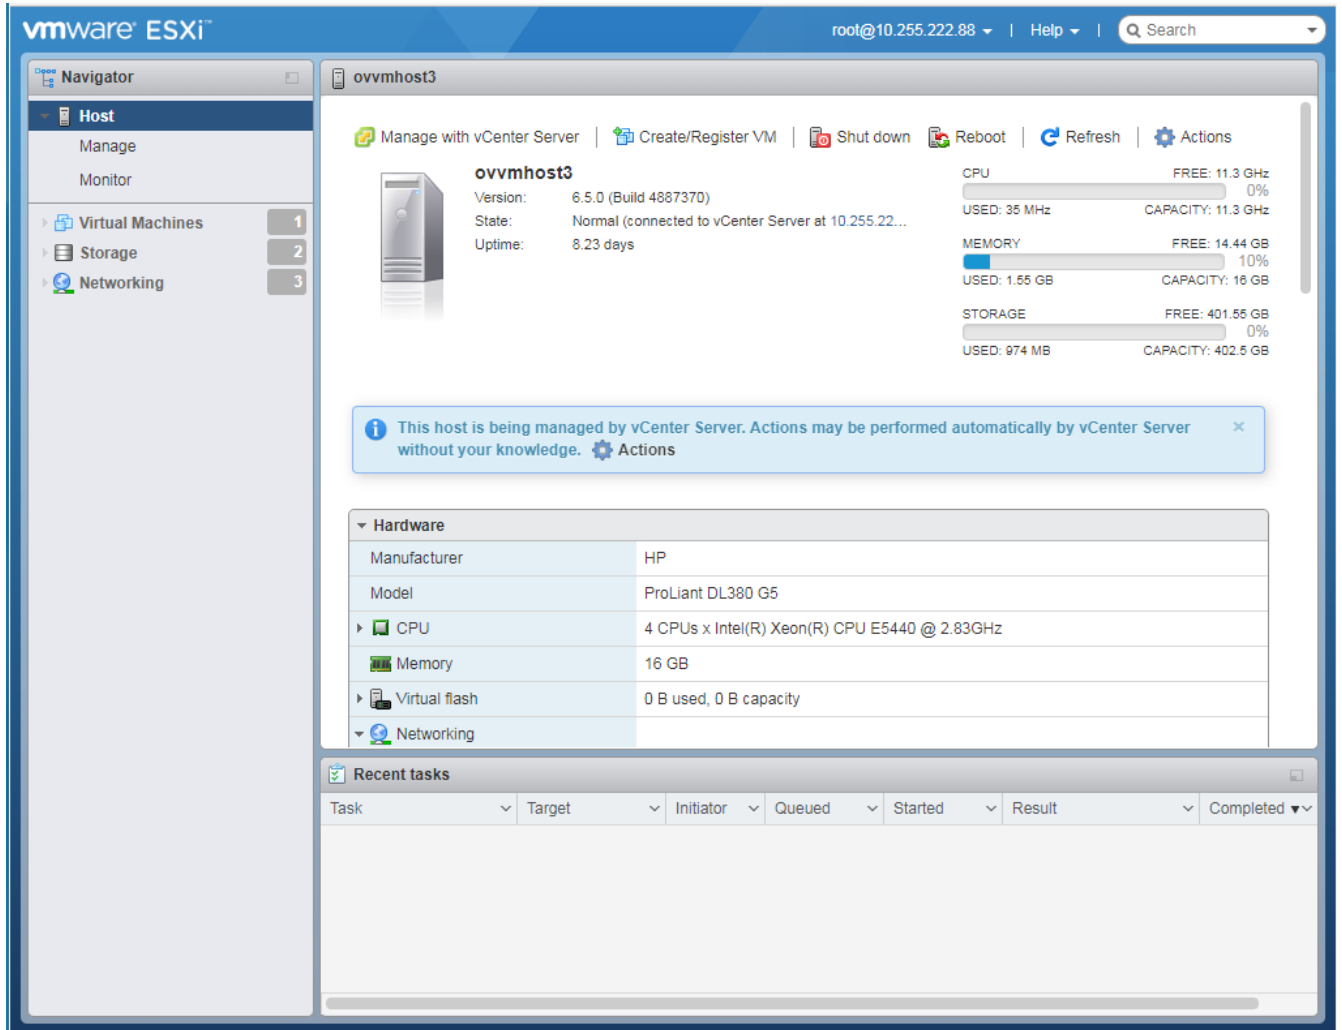 vmware ESXi™
root@10.255.222.88 | Help | Search
Navigator
Host
Manage
Monitor
Virtual Machines 1
Storage 2
Networking 3
ovvmhost3
Manage with vCenter Server | Create/Register VM | Shut down Reboot | Refresh | Actions
ovvmhost3
Version: 6.5.0 (Build 4887370)
State: Normal (connected to vCenter Server at 10.255.22...
Uptime: 8.23 days
CPU FREE: 11.3 GHz
0%
USED: 35 MHz CAPACITY: 11.3 GHz
MEMORY FREE: 14.44 GB
10%
USED: 1.55 GB CAPACITY: 16 GB
STORAGE FREE: 401.55 GB
0%
USED: 974 MB CAPACITY: 402.5 GB
This host is being managed by vCenter Server. Actions may be performed automatically by vCenter Server
without your knowledge. Actions
Hardware
Manufacturer HP
Model ProLiant DL380 G5
CPU 4 CPUs x Intel(R) Xeon(R) CPU E5440 @ 2.83GHz
Memory 16 GB
Virtual flash 0 B used, 0 B capacity
Networking
Recent tasks
Task Target Initiator Queued Started Result Completed